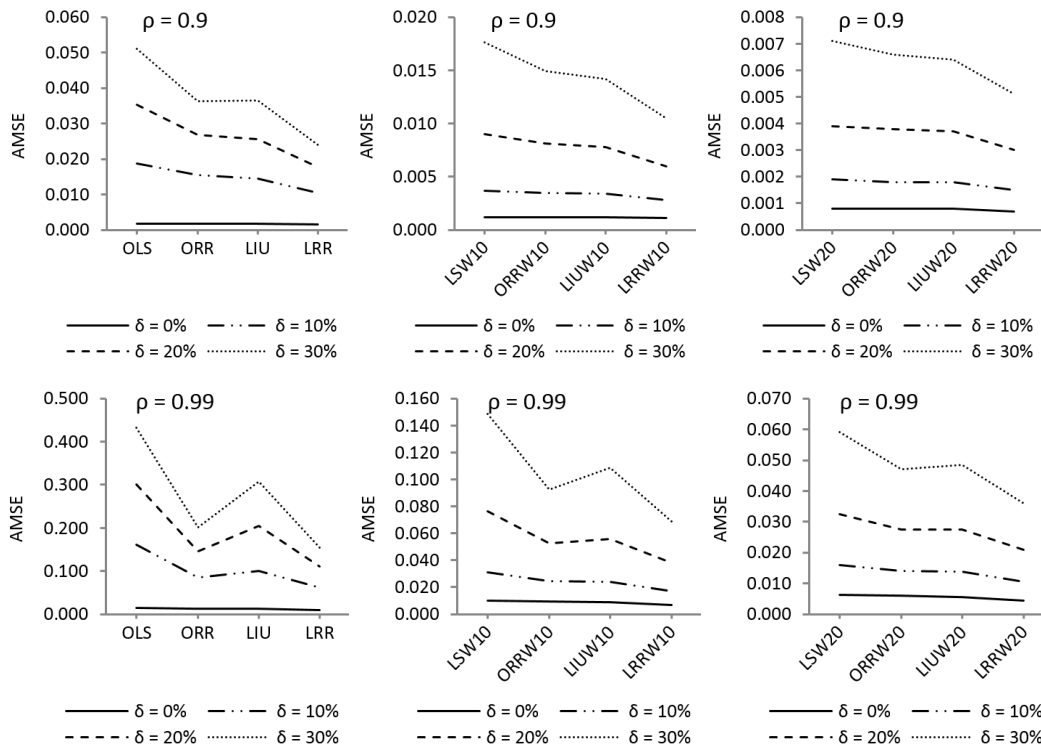 ρ = 0.9
AMSE
0.060
0.050
0.040
0.030
0.020
0.010
0.000
OLS ORR LIU LRR
δ = 0% δ = 10%
δ = 20% δ = 30%
ρ = 0.9
AMSE
0.020
0.015
0.010
0.005
0.000
LSW10 ORRW10 LIUW10 LRRW10
δ = 0% δ = 10%
δ = 20% δ = 30%
ρ = 0.9
AMSE
0.008
0.007
0.006
0.005
0.004
0.003
0.002
0.001
0.000
LSW20 ORRW20 LIUW20 LRRW20
δ = 0% δ = 10%
δ = 20% δ = 30%
ρ = 0.99
AMSE
0.500
0.400
0.300
0.200
0.100
0.000
OLS ORR LIU LRR
δ = 0% δ = 10%
δ = 20% δ = 30%
ρ = 0.99
AMSE
0.160
0.140
0.120
0.100
0.080
0.060
0.040
0.020
0.000
LSW10 ORRW10 LIUW10 LRRW10
δ = 0% δ = 10%
δ = 20% δ = 30%
ρ = 0.99
AMSE
0.070
0.060
0.050
0.040
0.030
0.020
0.010
0.000
LSW20 ORRW20 LIUW20 LRRW20
δ = 0% δ = 10%
δ = 20% δ = 30%